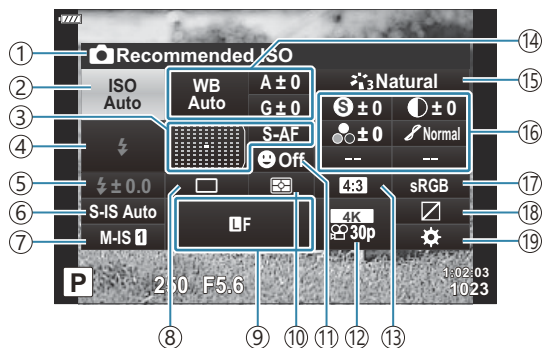 ① Recommended ISO
② ISO Auto
WB Auto
A±0
G±0
⑭
3 Natural
⑮
③
S-AF
S ±0
±0
±0
Normal
--
--
⑯
④
Off
⑤ ±0.0
4:3
sRGB
⑰
⑥ S-IS Auto
LF
4K
30p
⑱
⑦ M-IS 1
⑲
P
250 F5.6
1:02:03
1023
⑧ ⑨ ⑩ ⑪ ⑫ ⑬